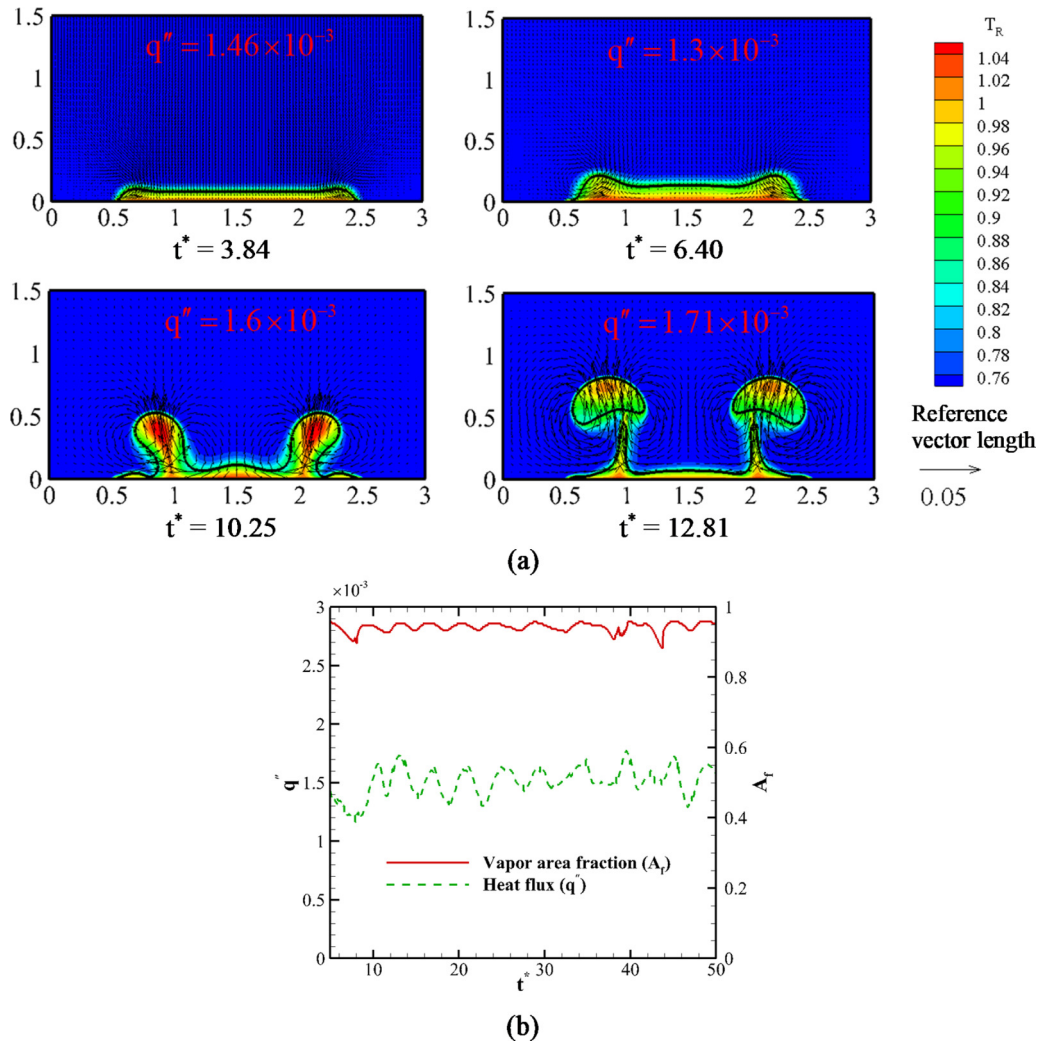 1.5
q″ = 1.46×10⁻³
1
0.5
0
0 0.5 1 1.5 2 2.5 3
t* = 3.84
1.5
q″ = 1.3×10⁻³
1
0.5
0
0 0.5 1 1.5 2 2.5 3
t* = 6.40
T_R
1.04
1.02
1
0.98
0.96
0.94
0.92
0.9
0.88
0.86
0.84
0.82
0.8
0.78
0.76
Reference
vector length
0.05
1.5
q″ = 1.6×10⁻³
1
0.5
0
0 0.5 1 1.5 2 2.5 3
t* = 10.25
1.5
q″ = 1.71×10⁻³
1
0.5
0
0 0.5 1 1.5 2 2.5 3
t* = 12.81
(a)
×10⁻³
3
2.5
2
1.5
1
0.5
0
q″
1
0.8
0.6
0.4
0.2
0
A_f
Vapor area fraction (A_f)
Heat flux (q″)
10 20 30 40 50
t*
(b)